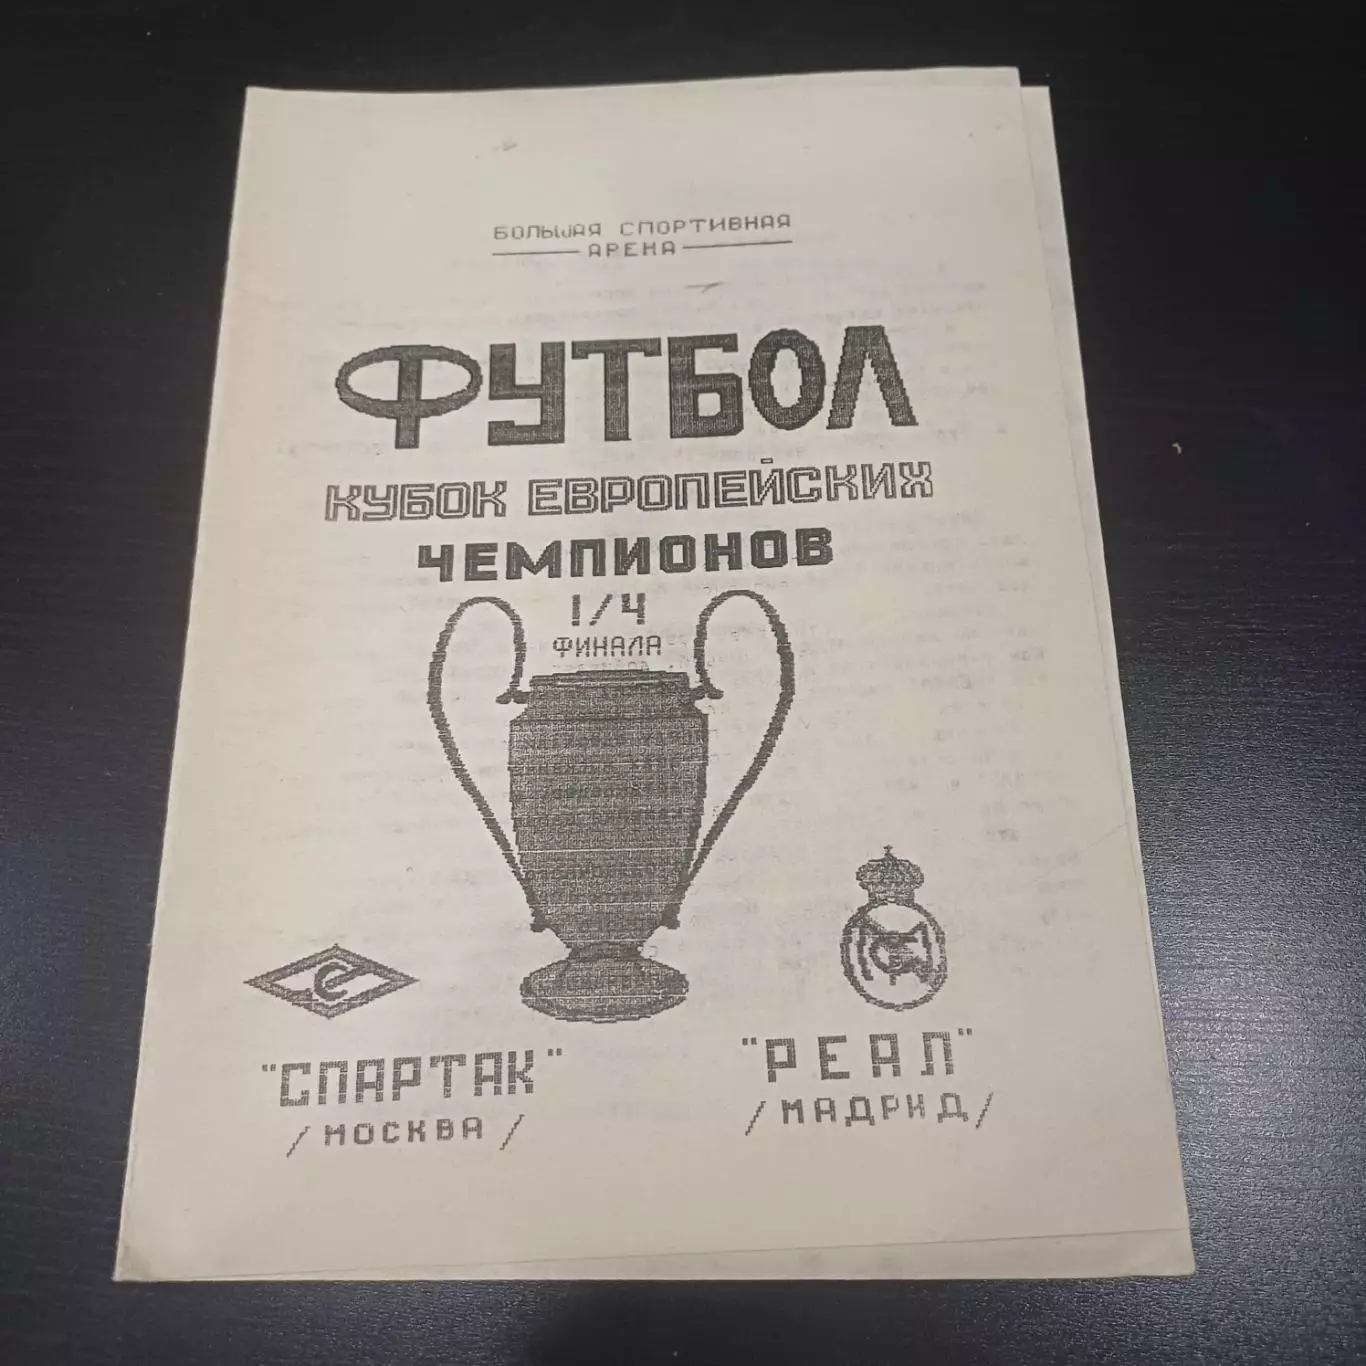 БОЛЬШАЯ СПОРТИВНАЯ
АРЕНА
ФУТБОЛ
КУБОК ЕВРОПЕЙСКИХ
ЧЕМПИОНОВ
1/4
ФИНАЛА
"СПАРТАК"
/МОСКВА/
"РЕАЛ"
/МАДРИД/